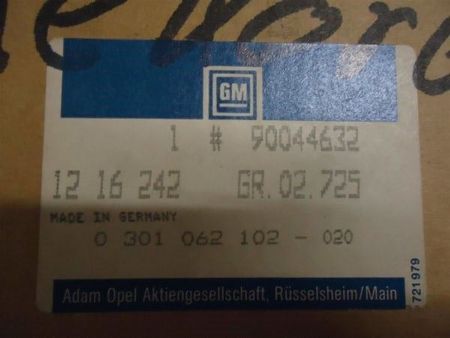 GM
1 # 90044632
12 16 242 GR.02.725
MADE IN GERMANY
0 301 062 102 - 020
Adam Opel Aktiengesellschaft, Rüsselsheim/Main
721979